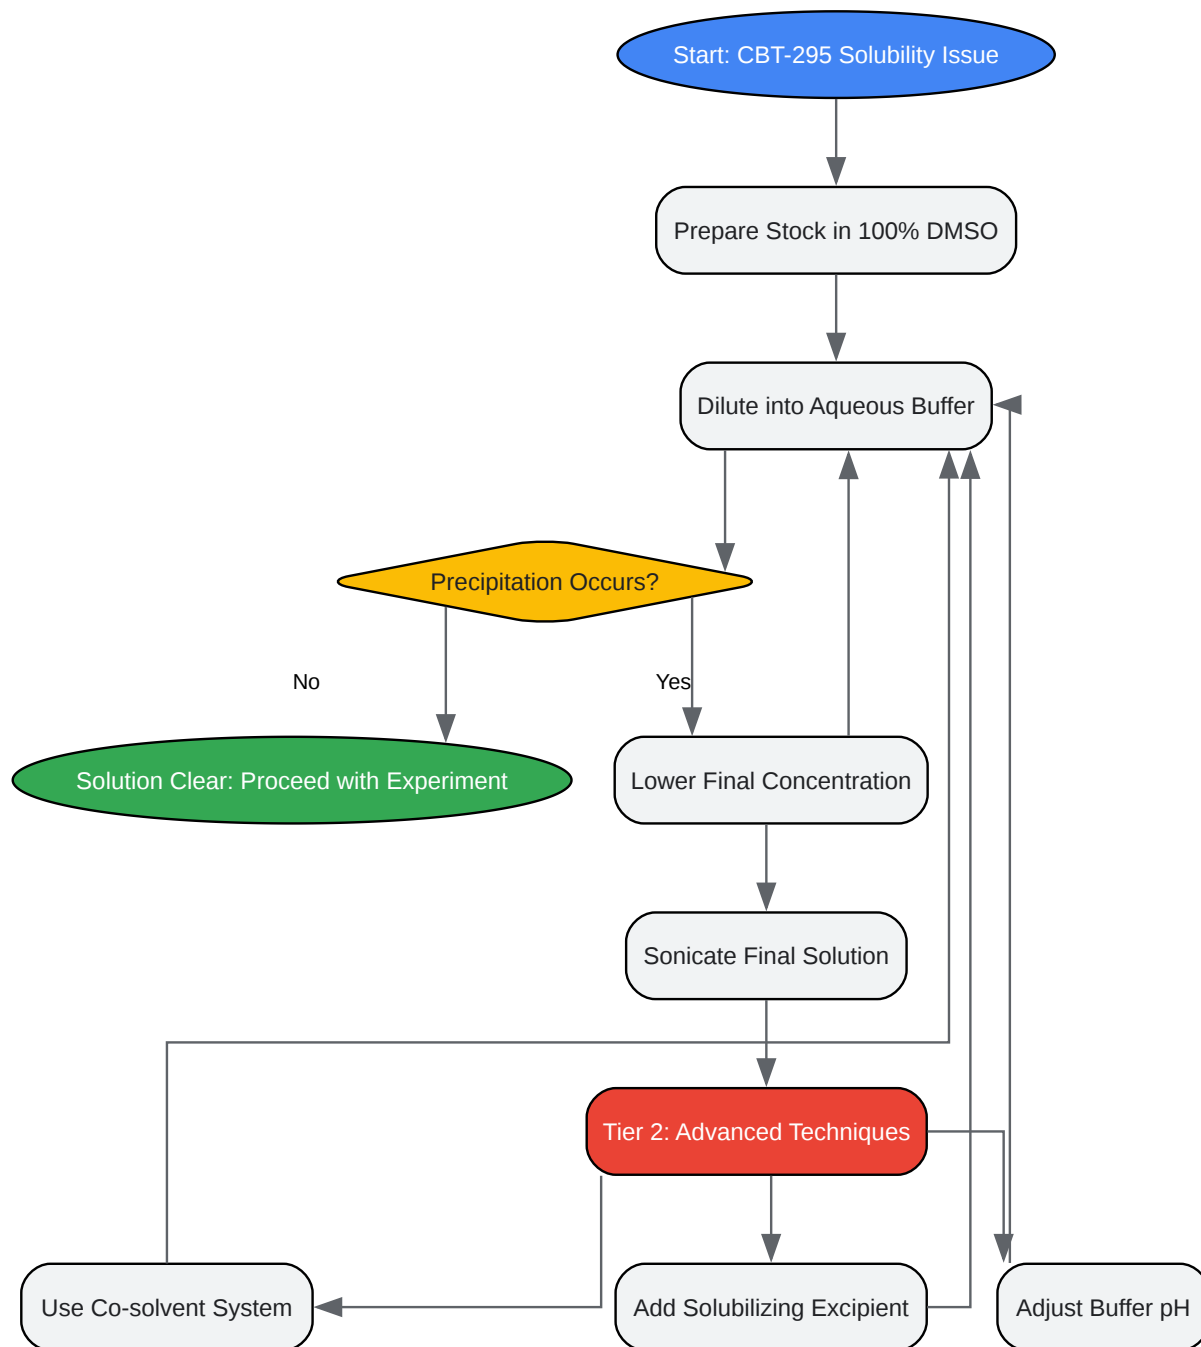 Start: CBT-295 Solubility Issue
Prepare Stock in 100% DMSO
Dilute into Aqueous Buffer
Precipitation Occurs?
No
Yes
Solution Clear: Proceed with Experiment
Lower Final Concentration
Sonicate Final Solution
Tier 2: Advanced Techniques
Use Co-solvent System
Add Solubilizing Excipient
Adjust Buffer pH